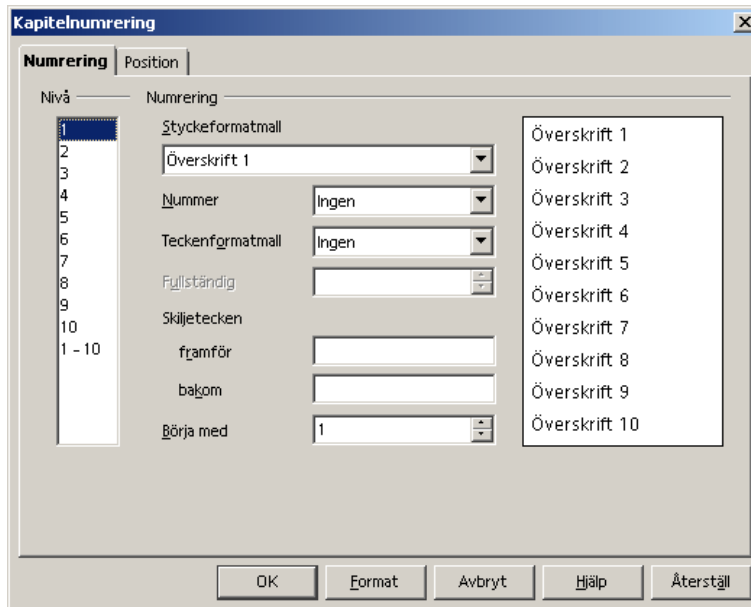 Kapitelnumrering
Numrering Position
Nivå Numrering
1
2
3
4
5
6
7
8
9
10
1 - 10
Styckeformatmall
Överskrift 1
Nummer Ingen
Teckenformatmall Ingen
Fullständig
Skiljetecken
framför
bakom
Börja med 1
Överskrift 1
Överskrift 2
Överskrift 3
Överskrift 4
Överskrift 5
Överskrift 6
Överskrift 7
Överskrift 8
Överskrift 9
Överskrift 10
OK Format Avbryt Hjälp Återställ